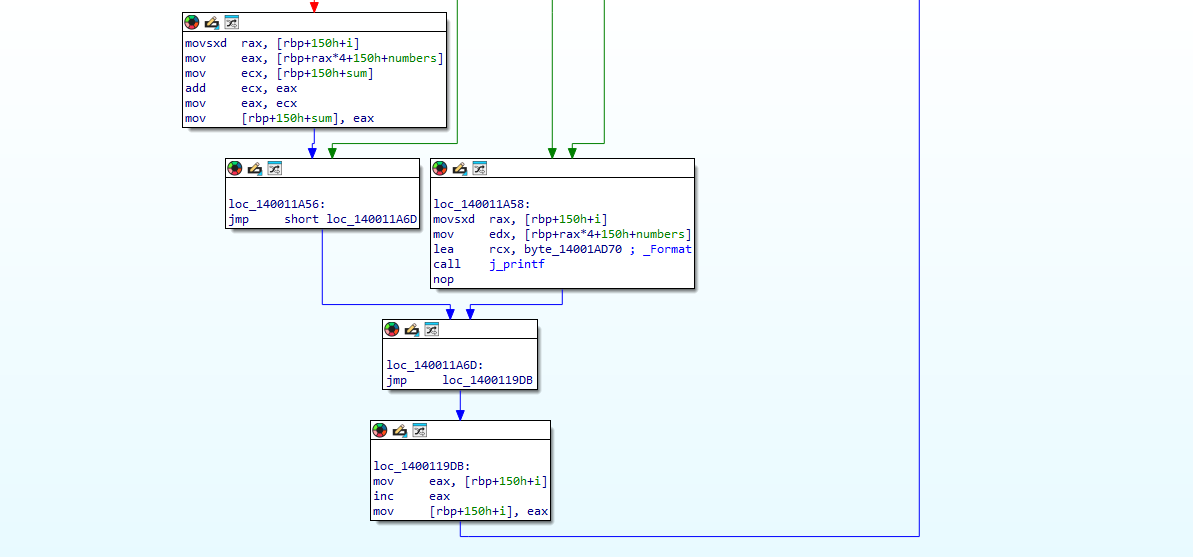 movsxd rax, [rbp+150h+i]
mov eax, [rbp+rax*4+150h+numbers]
mov ecx, [rbp+150h+sum]
add ecx, eax
mov eax, ecx
mov [rbp+150h+sum], eax
loc_140011A56:
jmp short loc_140011A6D
loc_140011A58:
movsxd rax, [rbp+150h+i]
mov edx, [rbp+rax*4+150h+numbers]
lea rcx, byte_14001AD70 ; _Format
call j_printf
nop
loc_140011A6D:
jmp loc_1400119DB
loc_1400119DB:
mov eax, [rbp+150h+i]
inc eax
mov [rbp+150h+i], eax